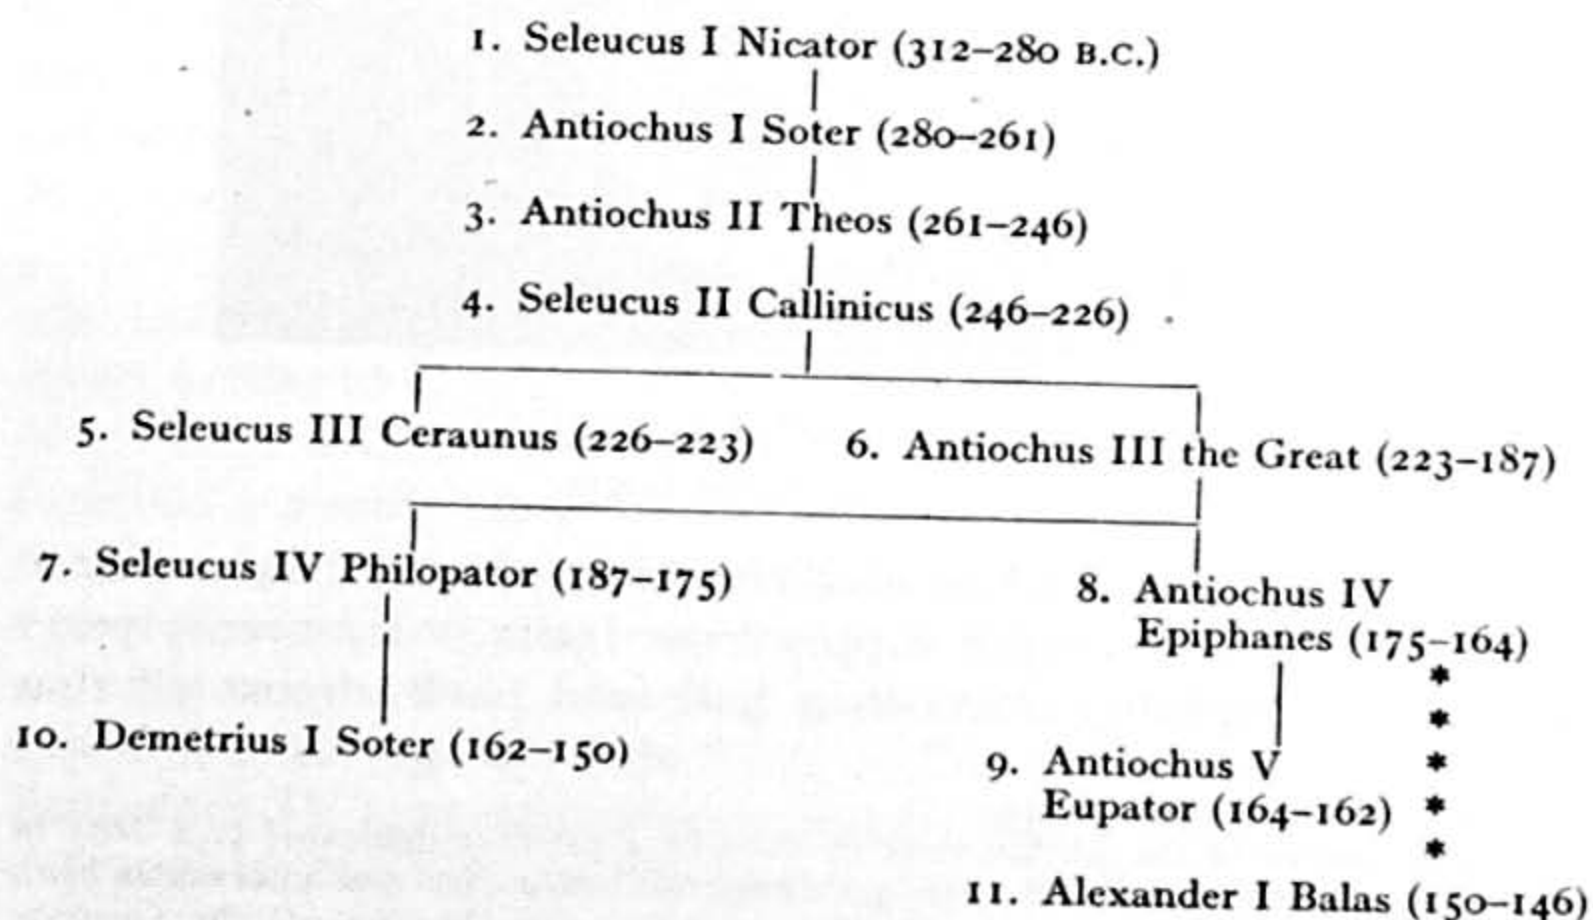 1. Seleucus I Nicator (312–280 B.C.)
2. Antiochus I Soter (280–261)
3. Antiochus II Theos (261–246)
4. Seleucus II Callinicus (246–226)
5. Seleucus III Ceraunus (226–223) 6. Antiochus III the Great (223–187)
7. Seleucus IV Philopator (187–175) 8. Antiochus IV
Epiphanes (175–164)
*
*
10. Demetrius I Soter (162–150) 9. Antiochus V *
Eupator (164–162) *
*
11. Alexander I Balas (150–146)